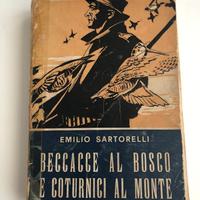 EMILIO SARTORELLI
BECCACCE AL BOSCO
E COTURNICI AL MONTE